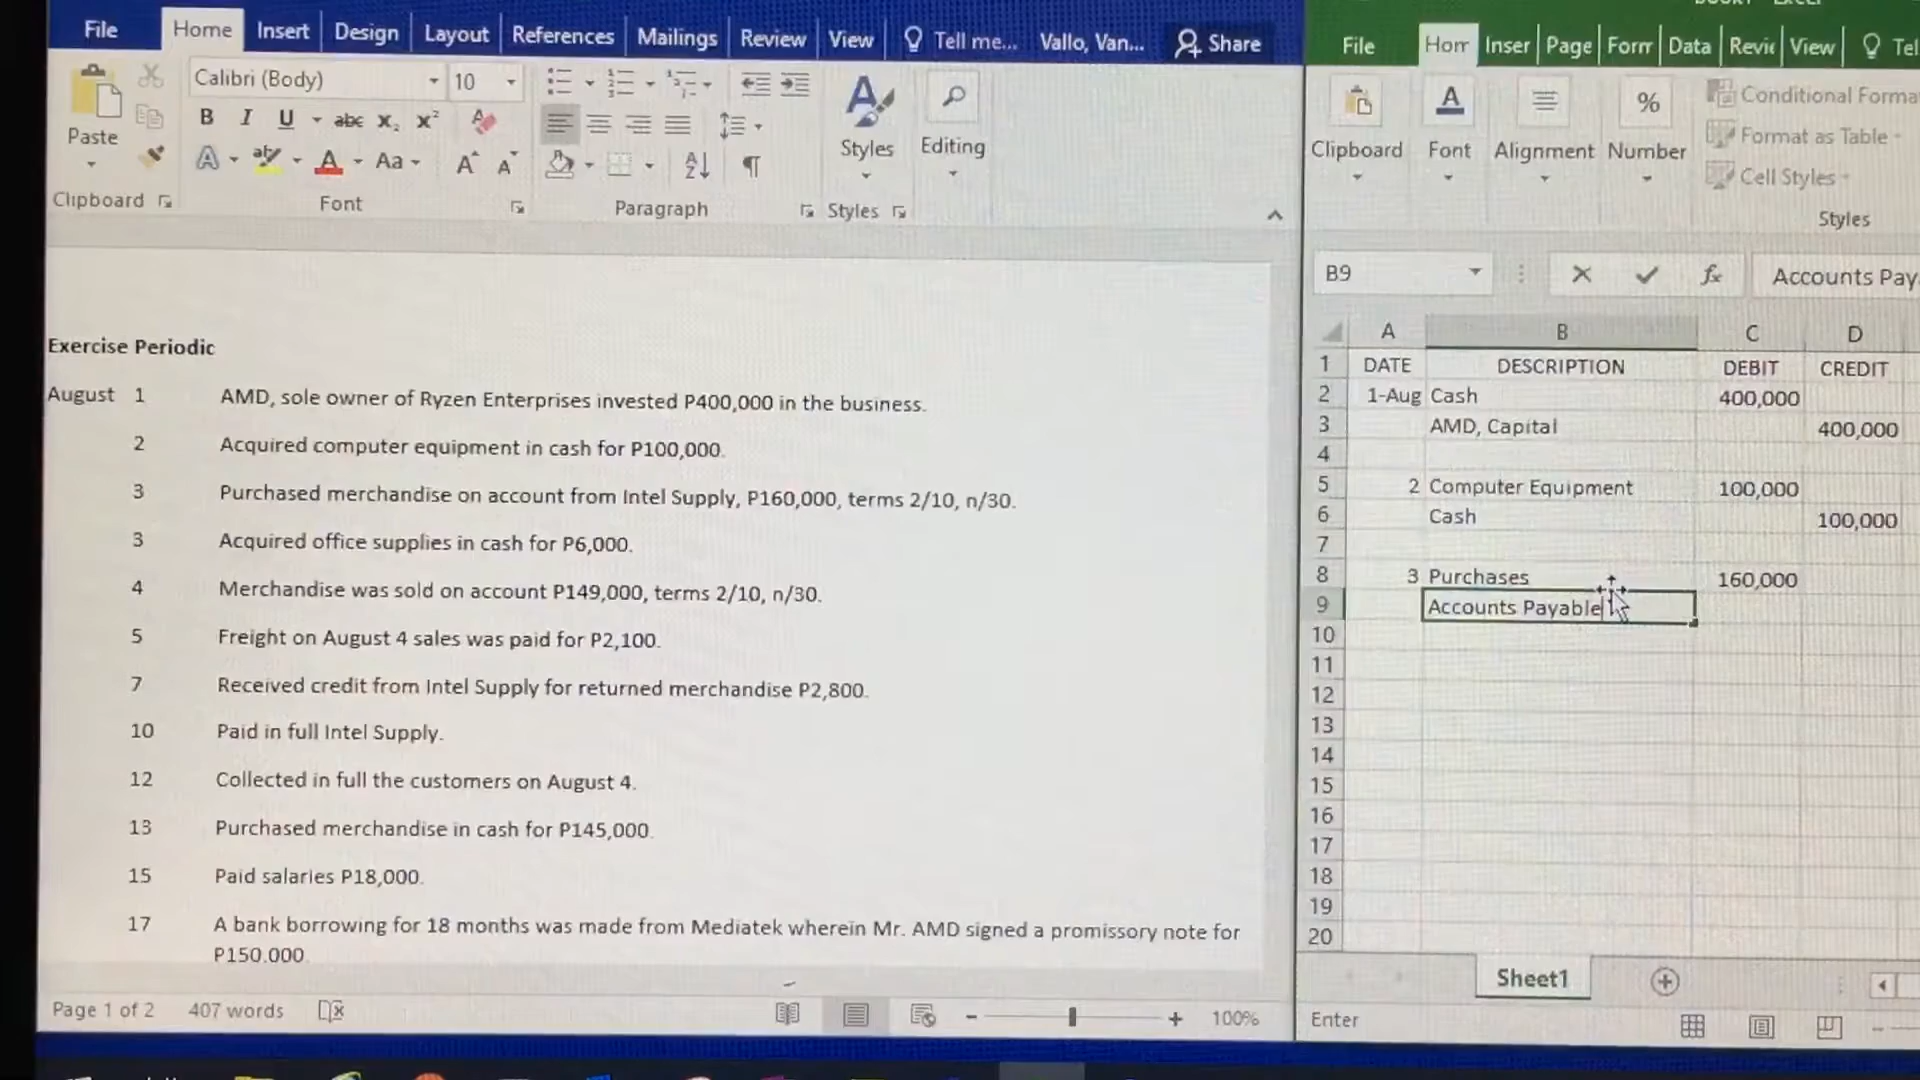 File Home Insert Design Layout References Mailings Review View Tell me... Vallo, Van... Share
Calibri (Body) 10
Paste
B I U abc X₂ X²
Aa
Styles
Editing
Clipboard Font Paragraph Styles
Exercise Periodic
August 1 AMD, sole owner of Ryzen Enterprises invested P400,000 in the business.
2 Acquired computer equipment in cash for P100,000.
3 Purchased merchandise on account from Intel Supply, P160,000, terms 2/10, n/30.
3 Acquired office supplies in cash for P6,000.
4 Merchandise was sold on account P149,000, terms 2/10, n/30.
5 Freight on August 4 sales was paid for P2,100.
7 Received credit from Intel Supply for returned merchandise P2,800.
10 Paid in full Intel Supply.
12 Collected in full the customers on August 4.
13 Purchased merchandise in cash for P145,000.
15 Paid salaries P18,000.
17 A bank borrowing for 18 months was made from Mediatek wherein Mr. AMD signed a promissory note for
P150.000
Page 1 of 2 407 words 100%
File Hom Inser Page Form Data Revie View Tel
Clipboard Font Alignment Number
%
Conditional Forma
Format as Table
Cell Styles
Styles
B9 fx Accounts Pay
A B C D
1 DATE DESCRIPTION DEBIT CREDIT
2 1-Aug Cash 400,000
3 AMD, Capital 400,000
4
5 2 Computer Equipment 100,000
6 Cash 100,000
7
8 3 Purchases 160,000
9 Accounts Payable
10
11
12
13
14
15
16
17
18
19
20
Sheet1
Enter